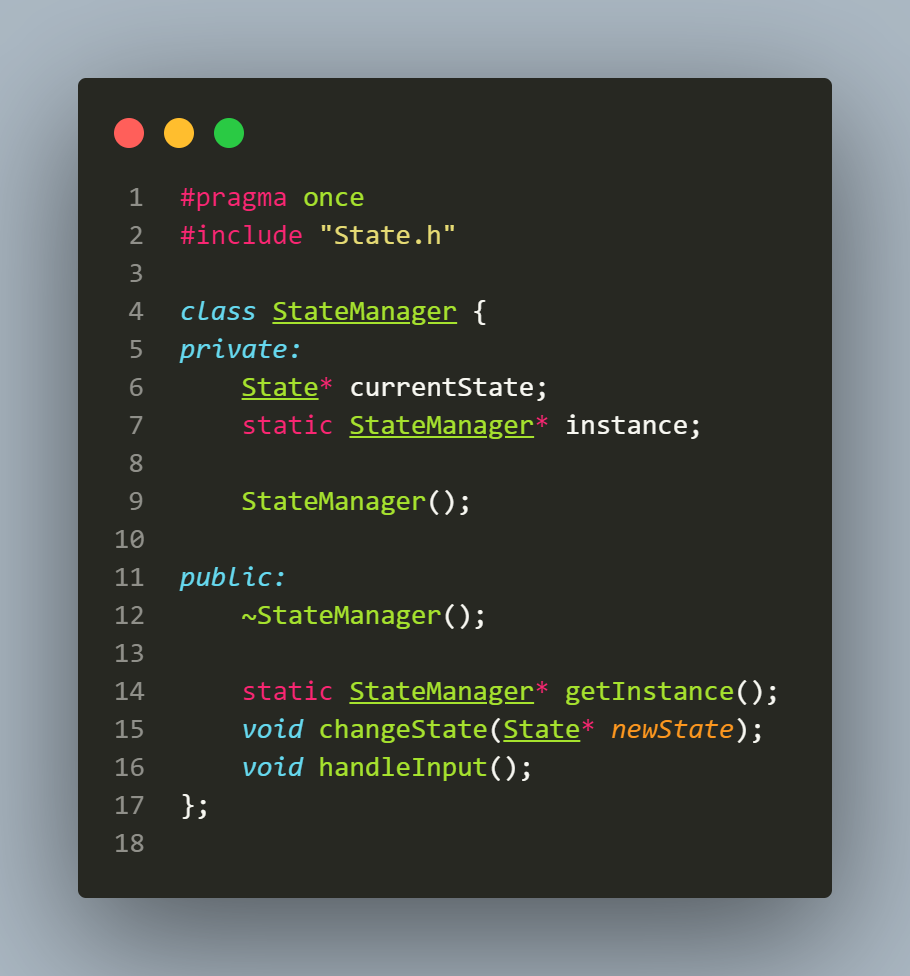 1 #pragma once
2 #include "State.h"
3
4 class StateManager {
5 private:
6     State* currentState;
7     static StateManager* instance;
8
9     StateManager();
10
11 public:
12     ~StateManager();
13
14     static StateManager* getInstance();
15     void changeState(State* newState);
16     void handleInput();
17 };
18